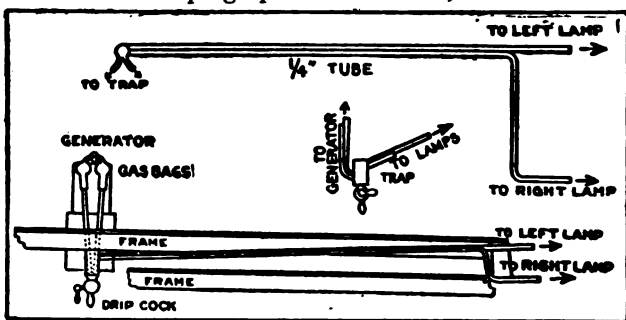 TO LEFT LAMP
TO TRAP
1/4" TUBE
GENERATOR
GAS BAGS
TO GENERATOR
TO LAMPS
TRAP
TO RIGHT LAMP
TO LEFT LAMP
FRAME
TO RIGHT LAMP
FRAME
DRIP COCK